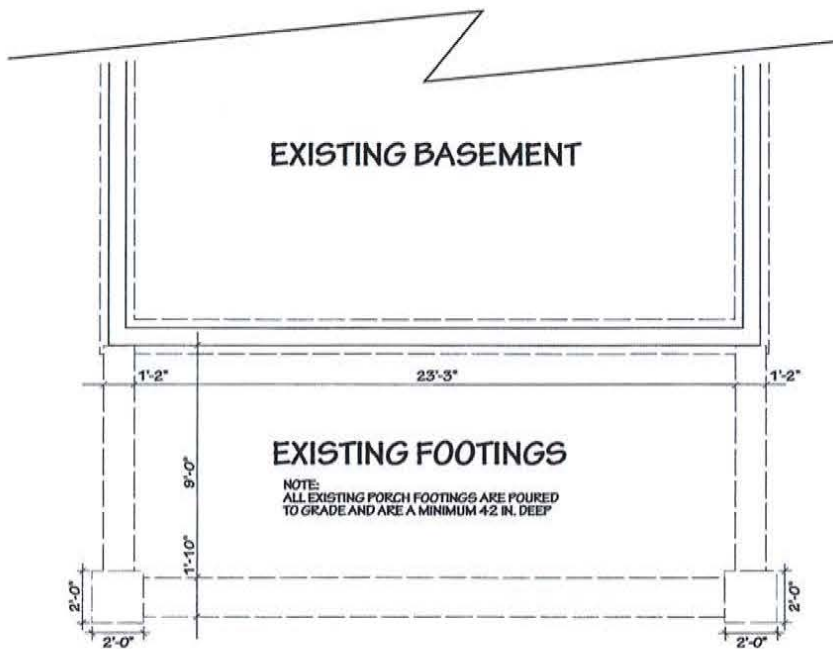 EXISTING BASEMENT
1'-2"
23'-3"
1'-2"
EXISTING FOOTINGS
NOTE:
ALL EXISTING PORCH FOOTINGS ARE POURED
TO GRADE AND ARE A MINIMUM 42 IN. DEEP
9'-0"
1'-10"
2'-0"
2'-0"
2'-0"
2'-0"